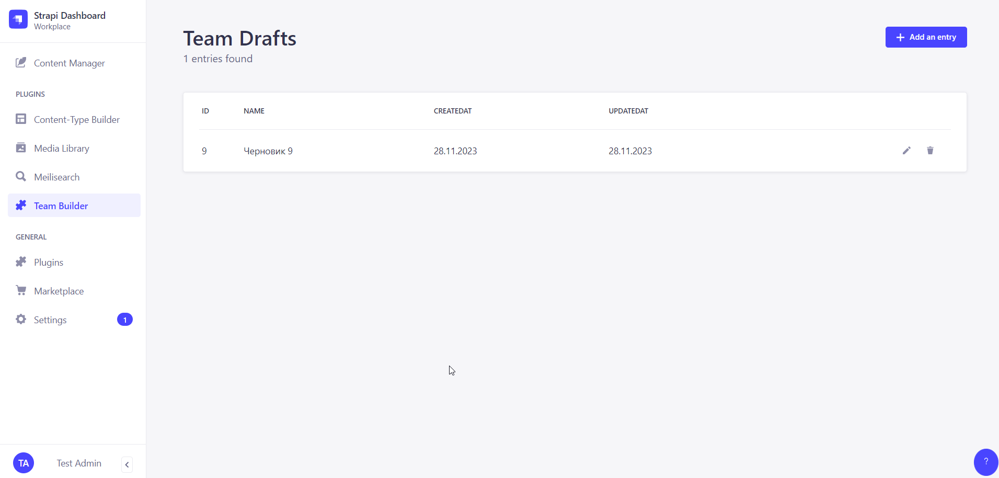 Strapi Dashboard
Workplace
Content Manager
PLUGINS
Content-Type Builder
Media Library
Meilisearch
Team Builder
GENERAL
Plugins
Marketplace
Settings 1
TA Test Admin
Team Drafts
1 entries found
Add an entry
ID NAME CREATEDAT UPDATEDAT
9 Черновик 9 28.11.2023 28.11.2023
?